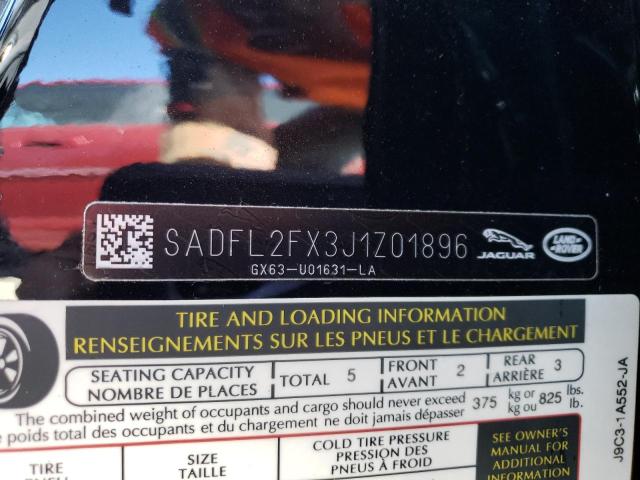 SADFL2FX3J1Z01896
JAGUAR
LAND-
ROVER
GX63-U01631-LA
TIRE AND LOADING INFORMATION
RENSEIGNEMENTS SUR LES PNEUS ET LE CHARGEMENT
SEATING CAPACITY
NOMBRE DE PLACES
TOTAL 5
FRONT
AVANT 2
REAR
ARRIÈRE 3
The combined weight of occupants and cargo should never exceed 375 kg or 825 lbs.
e poids total des occupants et du chargement ne doit jamais dépasser kg ou lb.
TIRE
SIZE
TAILLE
COLD TIRE PRESSURE
PRESSION DES
PNEUS À FROID
SEE OWNER'S
MANUAL FOR
ADDITIONAL
J9C3-1A552-JA